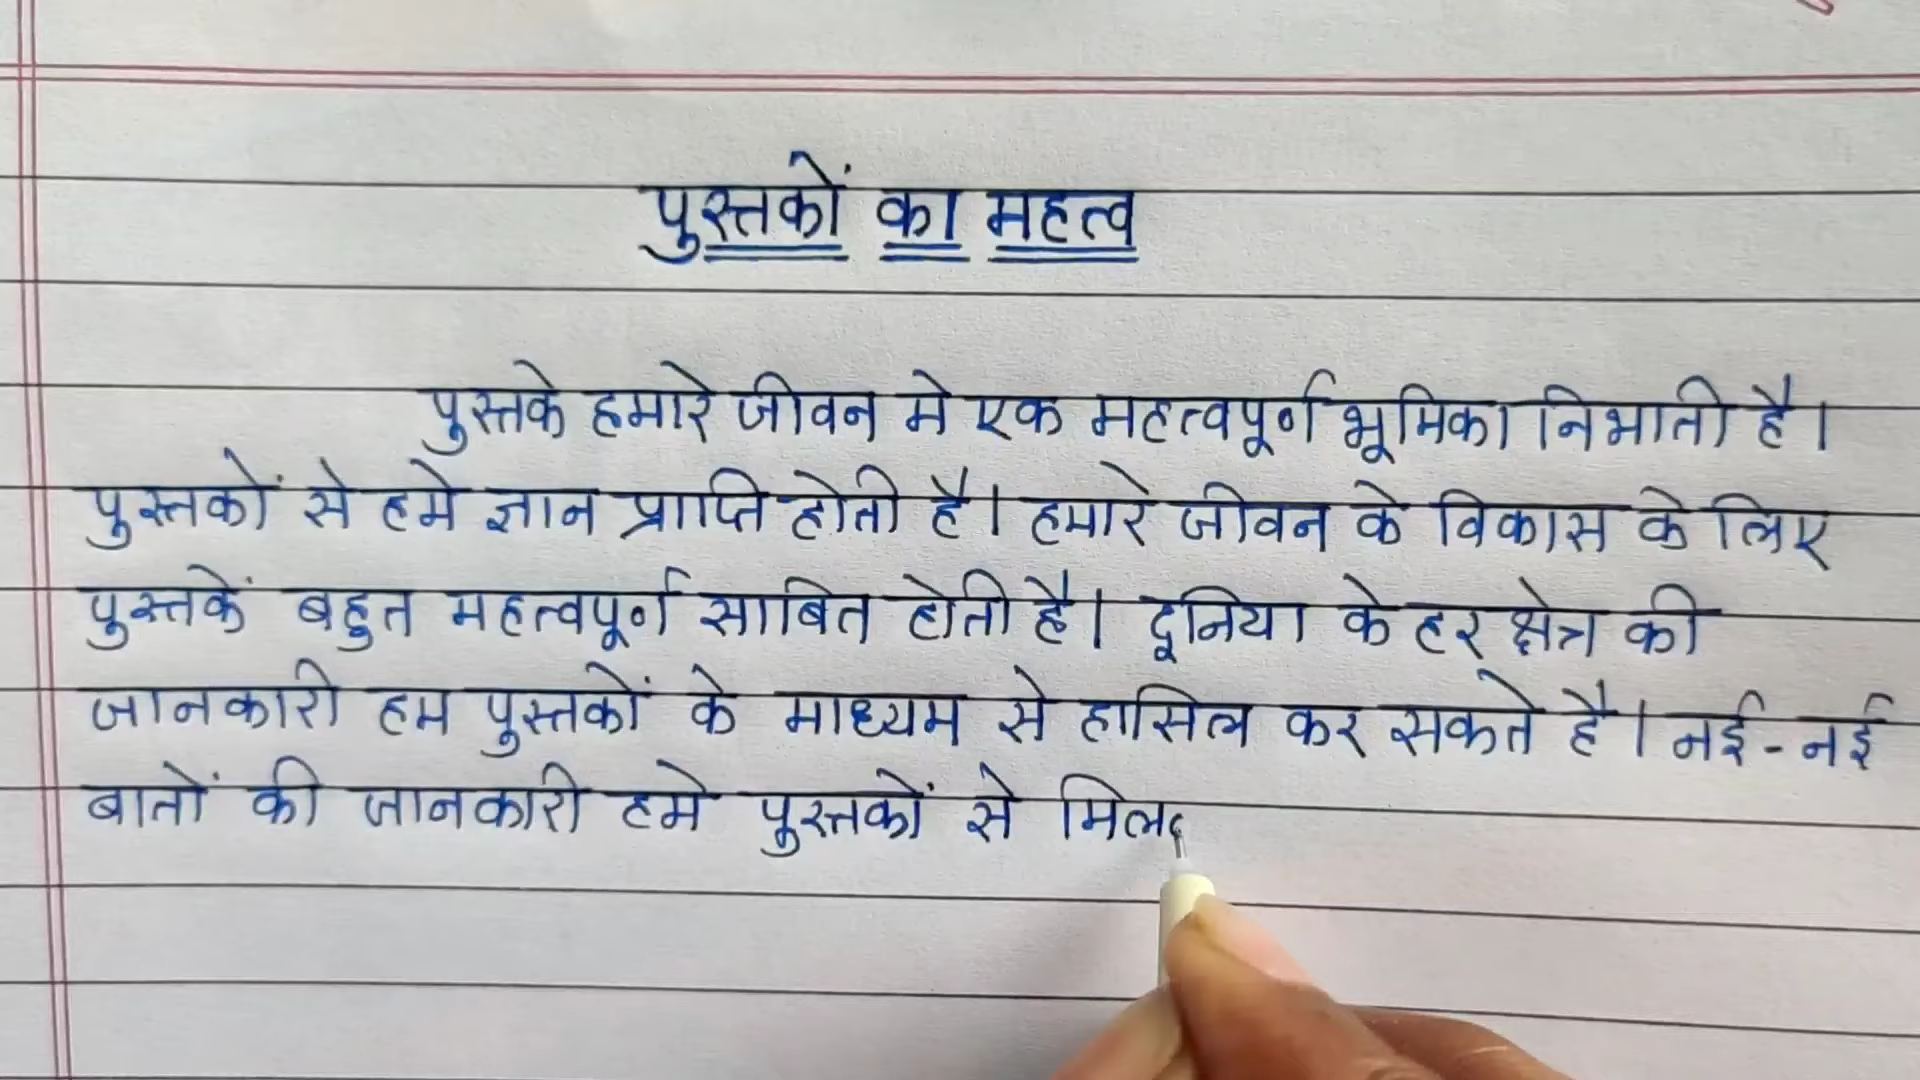 पुस्तकों का महत्व
पुस्तके हमारे जीवन मे एक महत्वपूर्ण भूमिका निभाती है।
पुस्तकों से हमे ज्ञान प्राप्ति होती है। हमारे जीवन के विकास के लिए
पुस्तकें बहुत महत्वपूर्ण साबित होती है। दूनिया के हर क्षेत्र की
जानकारी हम पुस्तकों के माध्यम से हासिल कर सकते है। नई-नई
बातों की जानकारी हमे पुस्तकों से